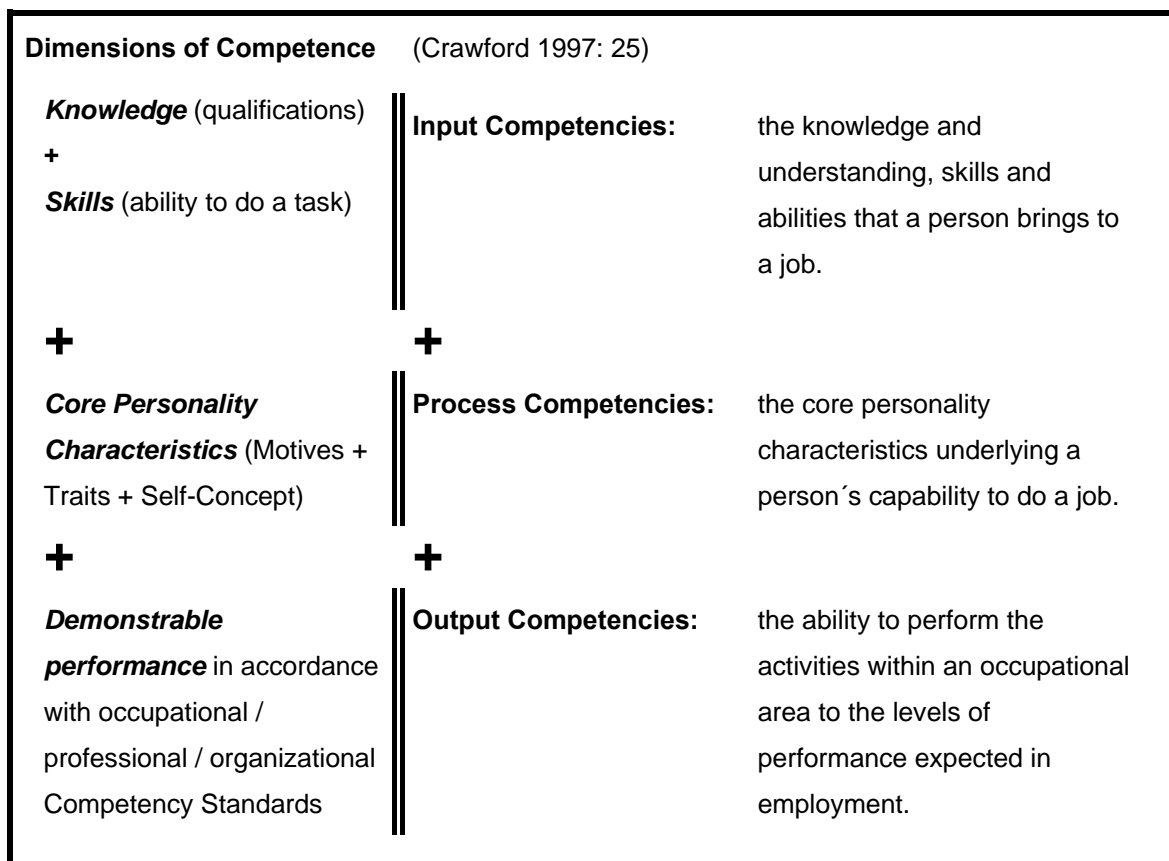 Dimensions of Competence (Crawford 1997: 25)
Knowledge (qualifications)
+
Skills (ability to do a task)
Input Competencies:
the knowledge and
understanding, skills and
abilities that a person brings to
a job.
+ +
Core Personality
Characteristics (Motives +
Traits + Self-Concept)
Process Competencies:
the core personality
characteristics underlying a
person´s capability to do a job.
+ +
Demonstrable
performance in accordance
with occupational /
professional / organizational
Competency Standards
Output Competencies:
the ability to perform the
activities within an occupational
area to the levels of
performance expected in
employment.